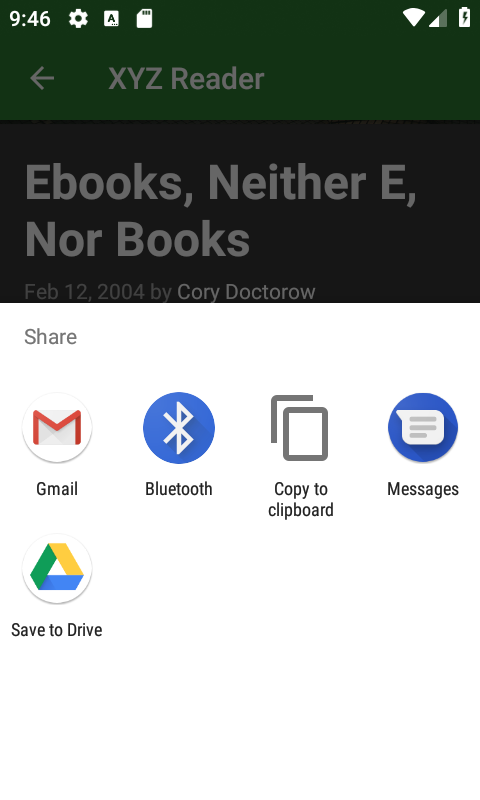 9:46
XYZ Reader
Ebooks, Neither E,
Nor Books
Feb 12, 2004 by Cory Doctorow
Share
Gmail
Bluetooth
Copy to
clipboard
Messages
Save to Drive